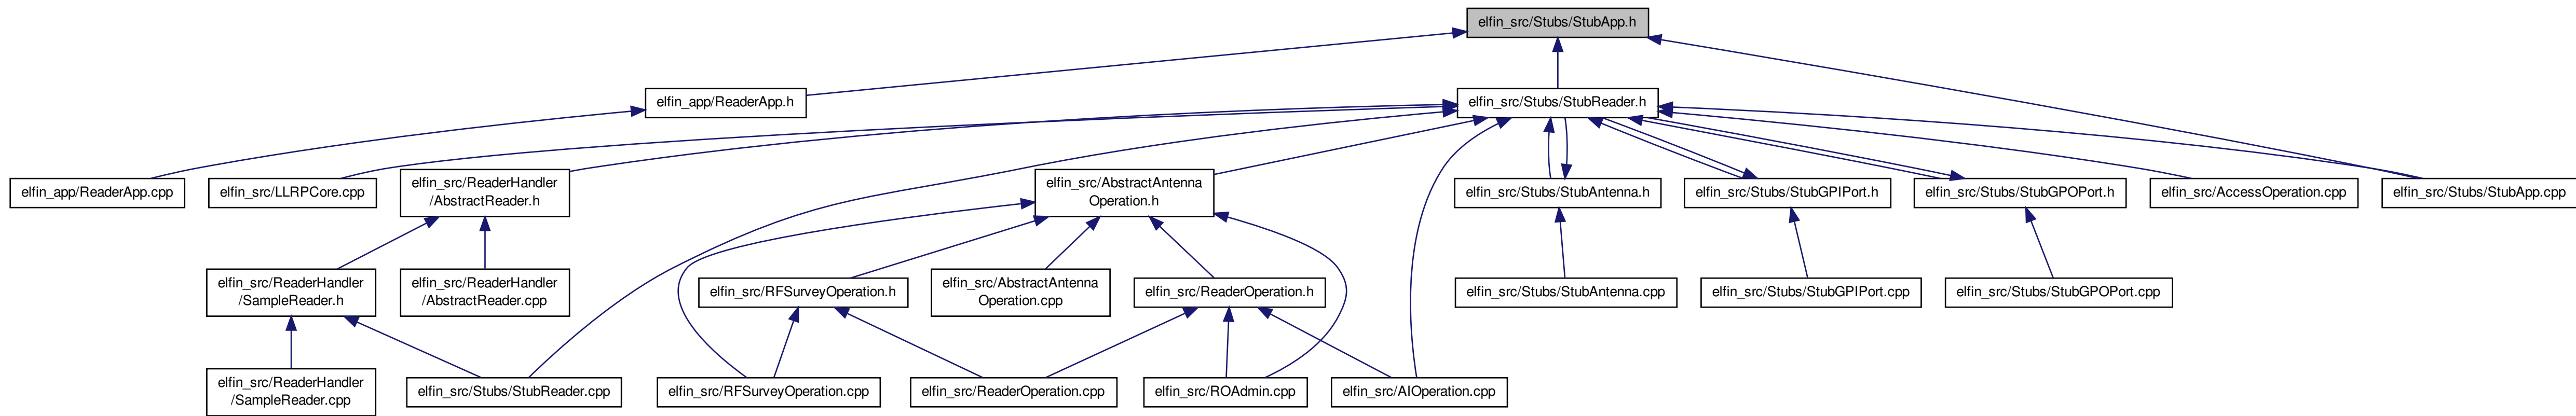 elfin_src/Stubs/StubApp.h
elfin_app/ReaderApp.h
elfin_src/Stubs/StubReader.h
elfin_app/ReaderApp.cpp
elfin_src/LLRPCore.cpp
elfin_src/ReaderHandler
/AbstractReader.h
elfin_src/AbstractAntenna
Operation.h
elfin_src/Stubs/StubAntenna.h
elfin_src/Stubs/StubGPIPort.h
elfin_src/Stubs/StubGPOPort.h
elfin_src/AccessOperation.cpp
elfin_src/Stubs/StubApp.cpp
elfin_src/ReaderHandler
/SampleReader.h
elfin_src/ReaderHandler
/AbstractReader.cpp
elfin_src/RFSurveyOperation.h
elfin_src/AbstractAntenna
Operation.cpp
elfin_src/ReaderOperation.h
elfin_src/Stubs/StubAntenna.cpp
elfin_src/Stubs/StubGPIPort.cpp
elfin_src/Stubs/StubGPOPort.cpp
elfin_src/ReaderHandler
/SampleReader.cpp
elfin_src/Stubs/StubReader.cpp
elfin_src/RFSurveyOperation.cpp
elfin_src/ReaderOperation.cpp
elfin_src/ROAdmin.cpp
elfin_src/AIOperation.cpp